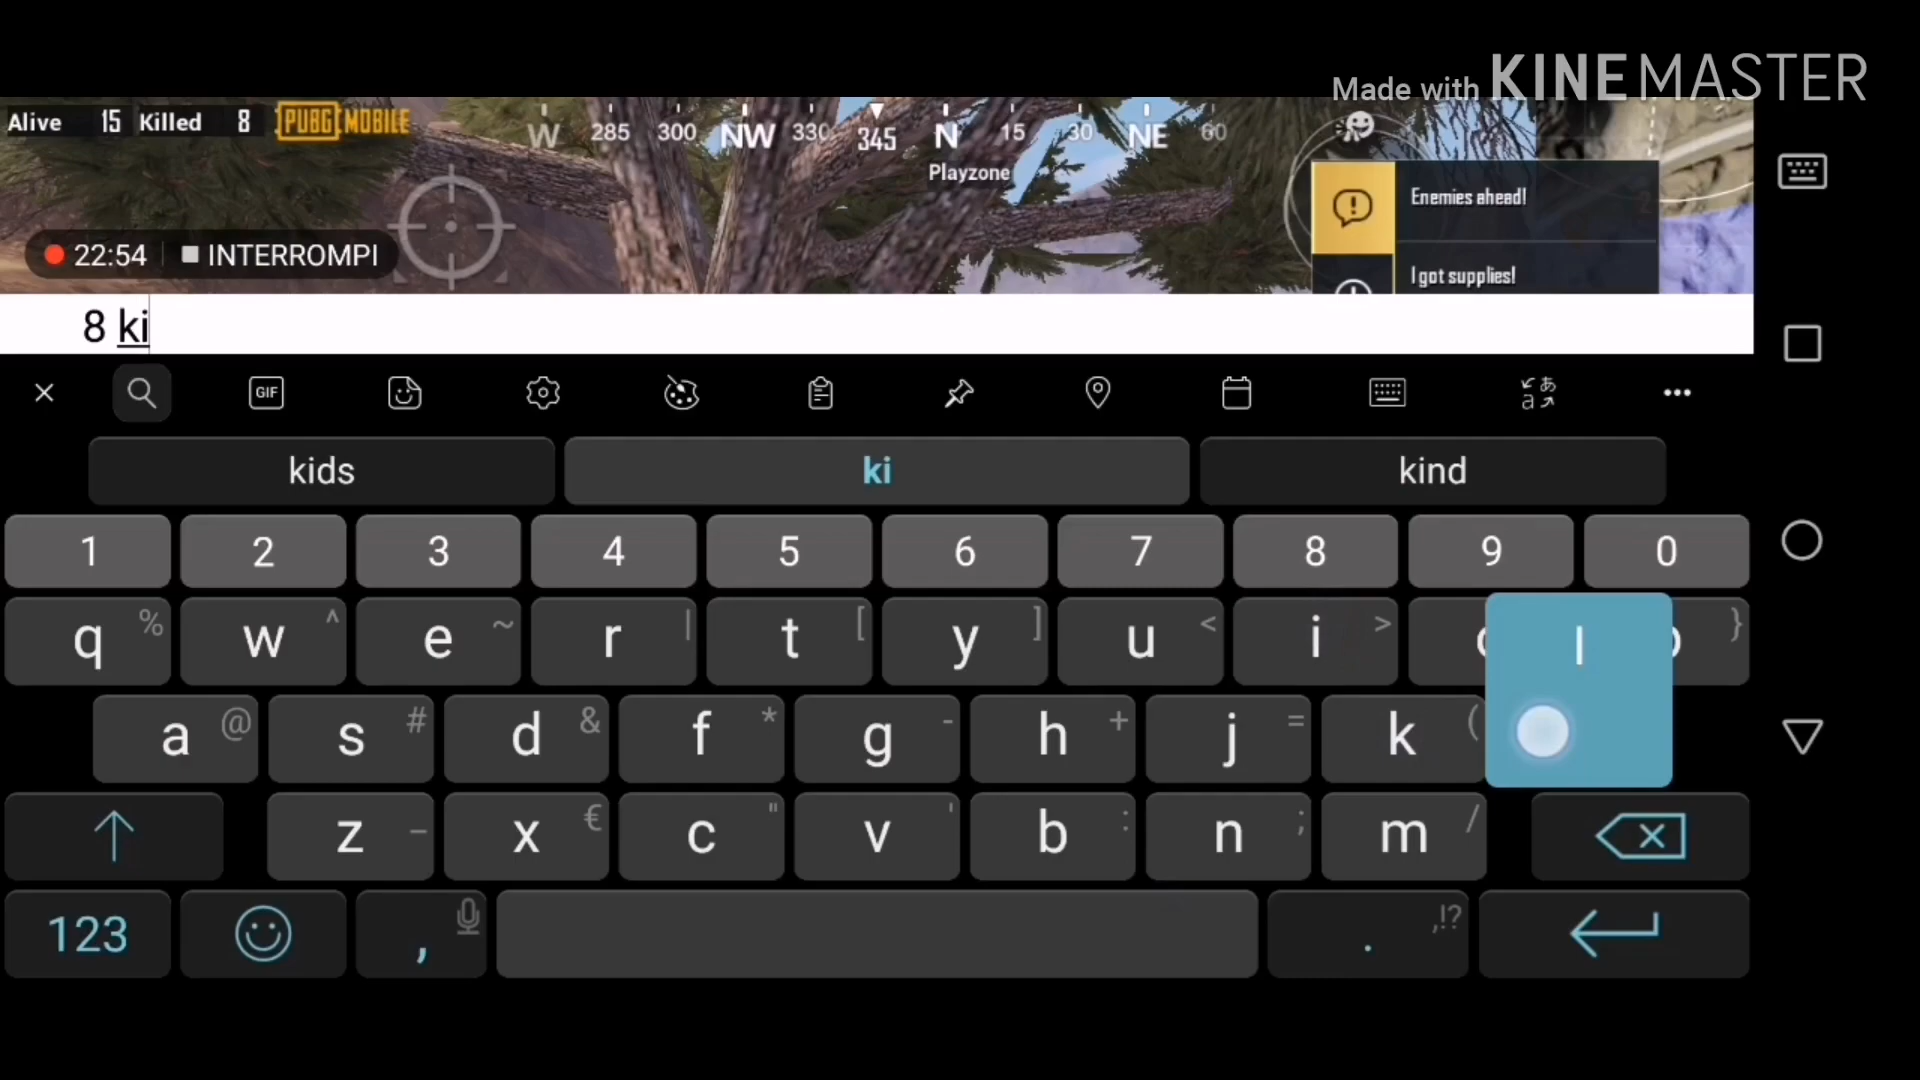 Made with KINEMASTER
Alive 15 Killed 8 PUBG MOBILE
W 285 300 NW 330 345 N 15 30 NE 60
Playzone
Enemies ahead!
22:54 INTERROMPI
I got supplies!
8 ki
GIF
kids ki kind
1 2 3 4 5 6 7 8 9 0
q % w ^ e ~ r | t [ y ] u < i > }
l
a @ s # d & f * g - h + j = k (
z _ x € c " v ' b : n ; m /
123 , . ,!?